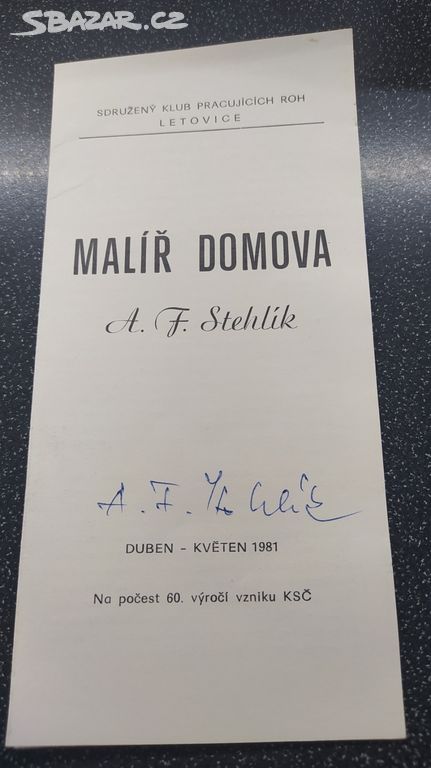 SBAZAR.CZ
SDRUŽENÝ KLUB PRACUJÍCÍCH ROH
LETOVICE
MALÍŘ DOMOVA
A. F. Stehlík
A. F. Stehlík
DUBEN - KVĚTEN 1981
Na počest 60. výročí vzniku KSČ